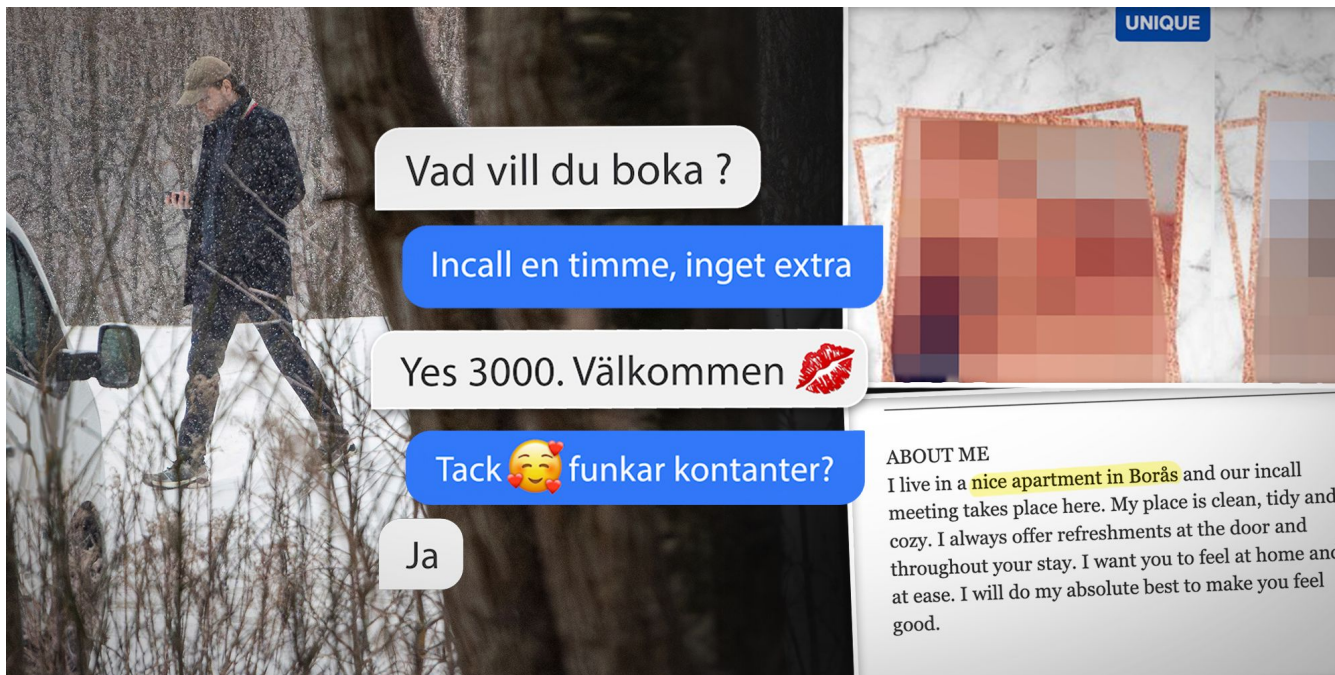 UNIQUE
Vad vill du boka ?
Incall en timme, inget extra
Yes 3000. Välkommen
Tack funkar kontanter?
Ja
ABOUT ME
I live in a nice apartment in Borås and our incall
meeting takes place here. My place is clean, tidy and
cozy. I always offer refreshments at the door and
throughout your stay. I want you to feel at home and
at ease. I will do my absolute best to make you feel
good.